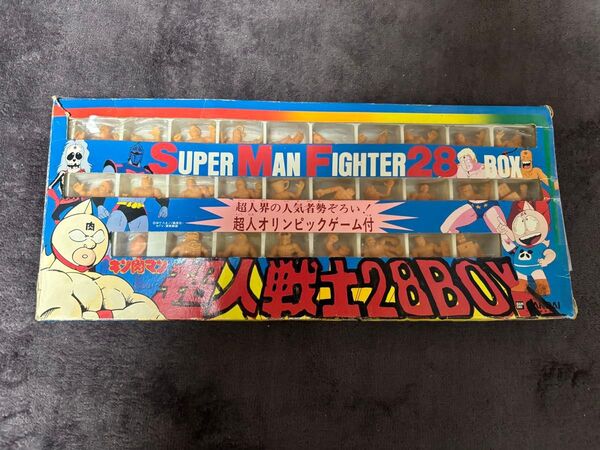 SUPER MAN FIGHTER 28 BOX
超人界の人気者勢ぞろい!
超人オリンピックゲーム付
肉
キン肉マン
超人戦士28BOX
BANDAI